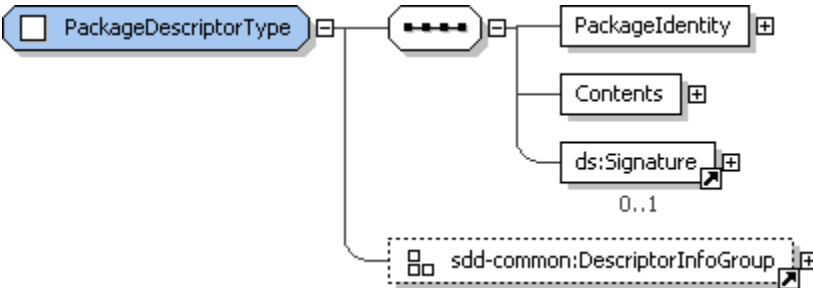 PackageDescriptorType
PackageIdentity
Contents
ds:Signature
0..1
sdd-common:DescriptorInfoGroup